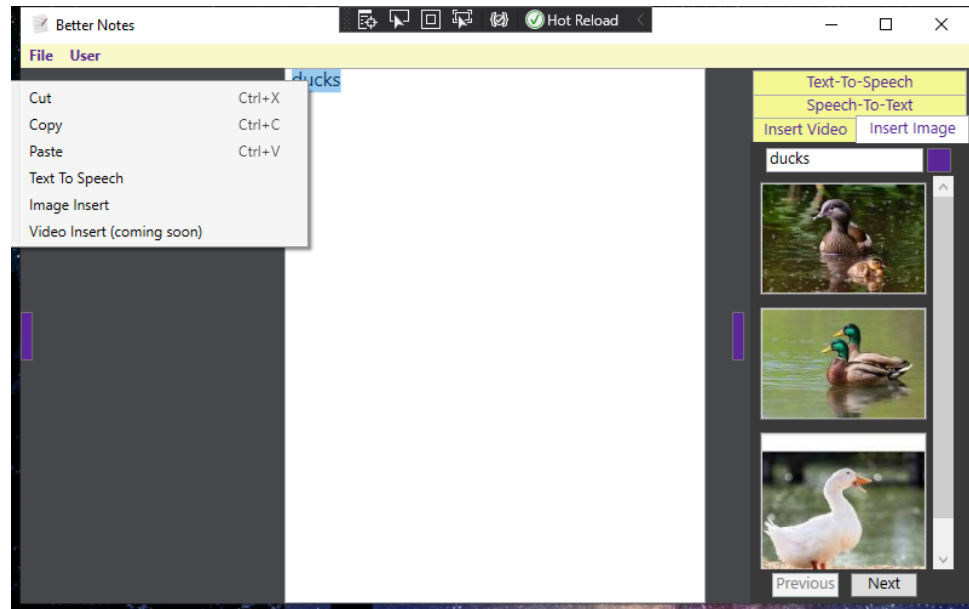 Better Notes
Hot Reload
File User
ducks
Cut Ctrl+X
Copy Ctrl+C
Paste Ctrl+V
Text To Speech
Image Insert
Video Insert (coming soon)
Text-To-Speech
Speech-To-Text
Insert Video Insert Image
ducks
Previous Next